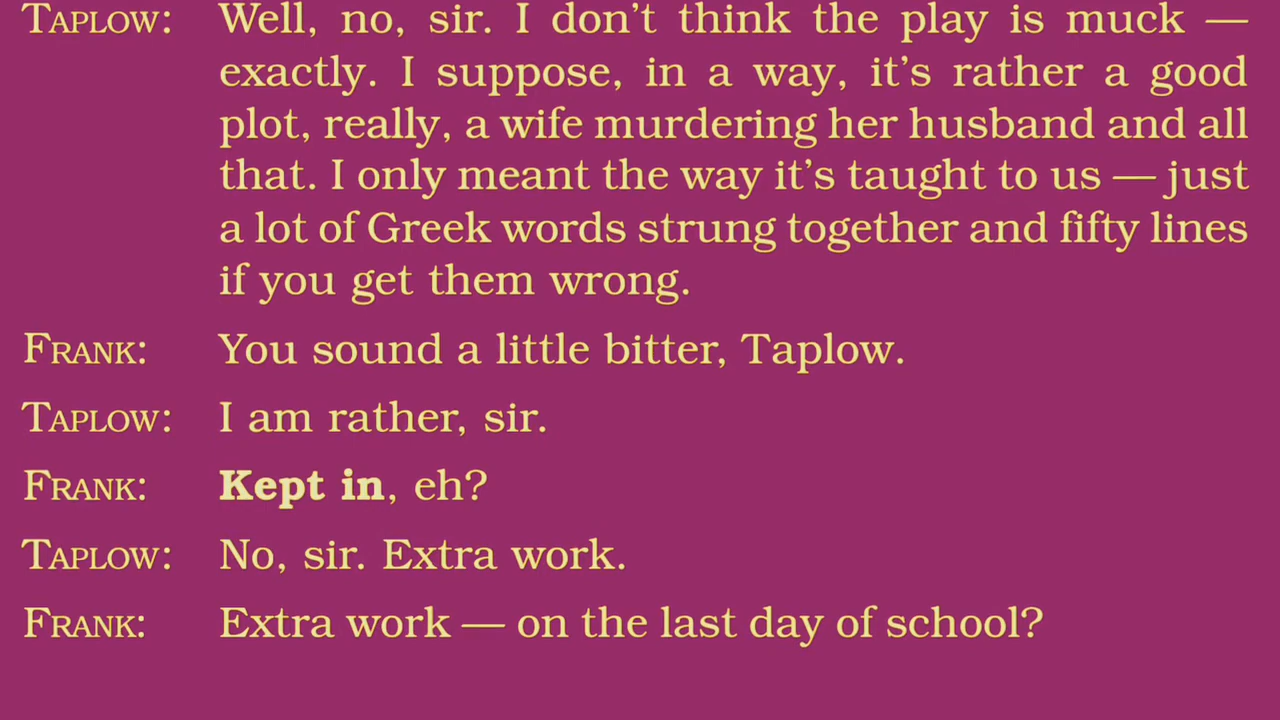 TAPLOW: Well, no, sir. I don't think the play is muck —
exactly. I suppose, in a way, it's rather a good
plot, really, a wife murdering her husband and all
that. I only meant the way it's taught to us — just
a lot of Greek words strung together and fifty lines
if you get them wrong.
FRANK: You sound a little bitter, Taplow.
TAPLOW: I am rather, sir.
FRANK: Kept in, eh?
TAPLOW: No, sir. Extra work.
FRANK: Extra work — on the last day of school?